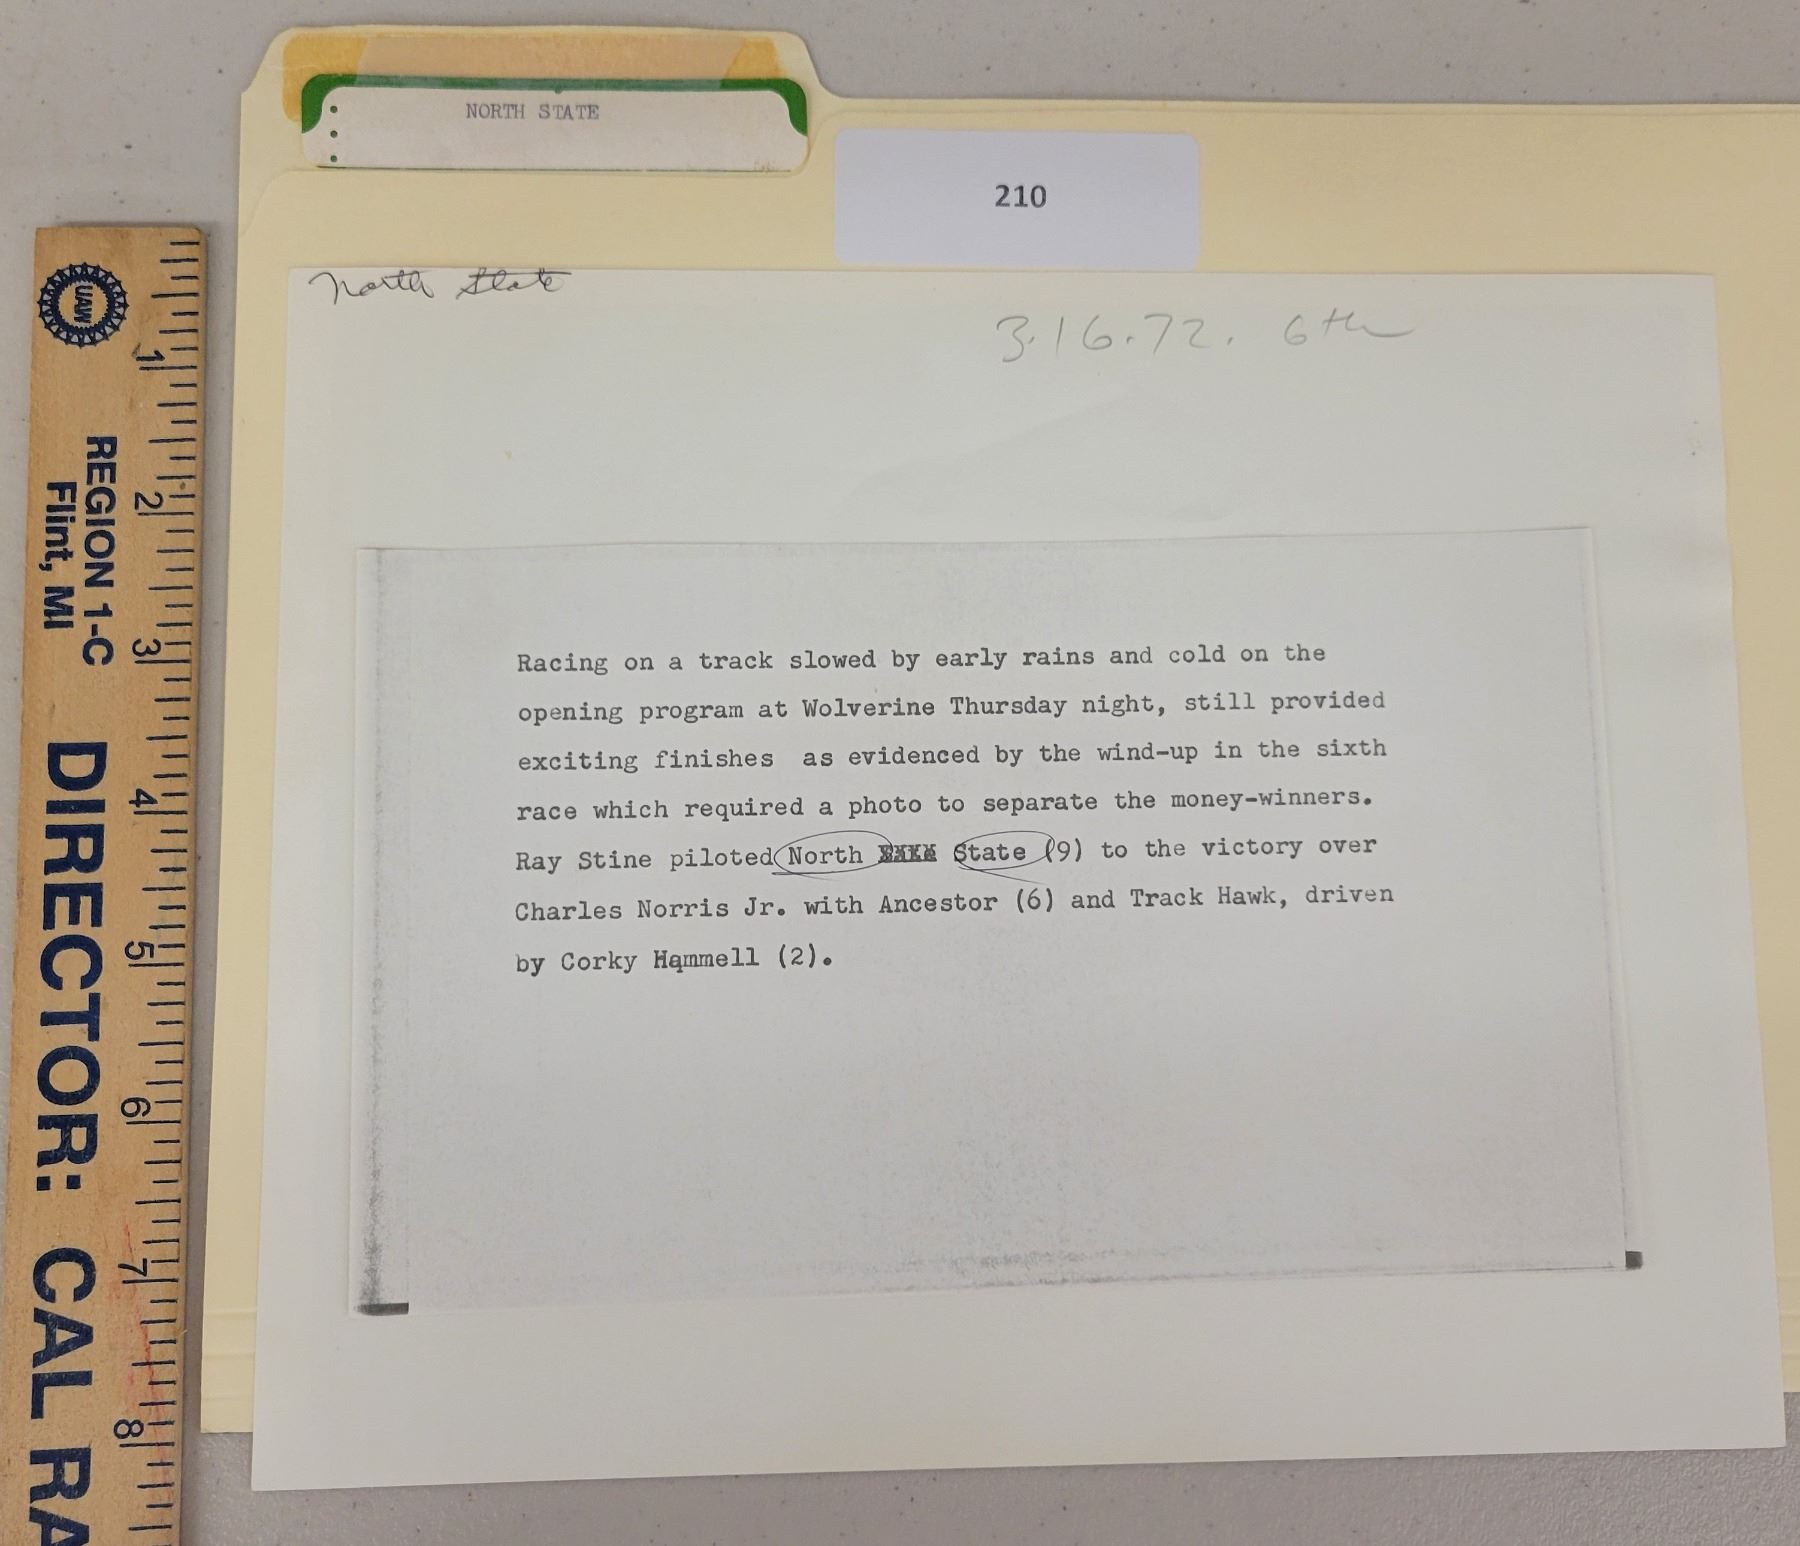 NORTH STATE
210
North State
3.16.72. 6th
Racing on a track slowed by early rains and cold on the
opening program at Wolverine Thursday night, still provided
exciting finishes as evidenced by the wind-up in the sixth
race which required a photo to separate the money-winners.
Ray Stine piloted North State (9) to the victory over
Charles Norris Jr. with Ancestor (6) and Track Hawk, driven
by Corky Hammell (2).
UAW
REGION 1-C
Flint, MI
DIRECTOR: CAL RA
1
2
3
4
5
6
7
8